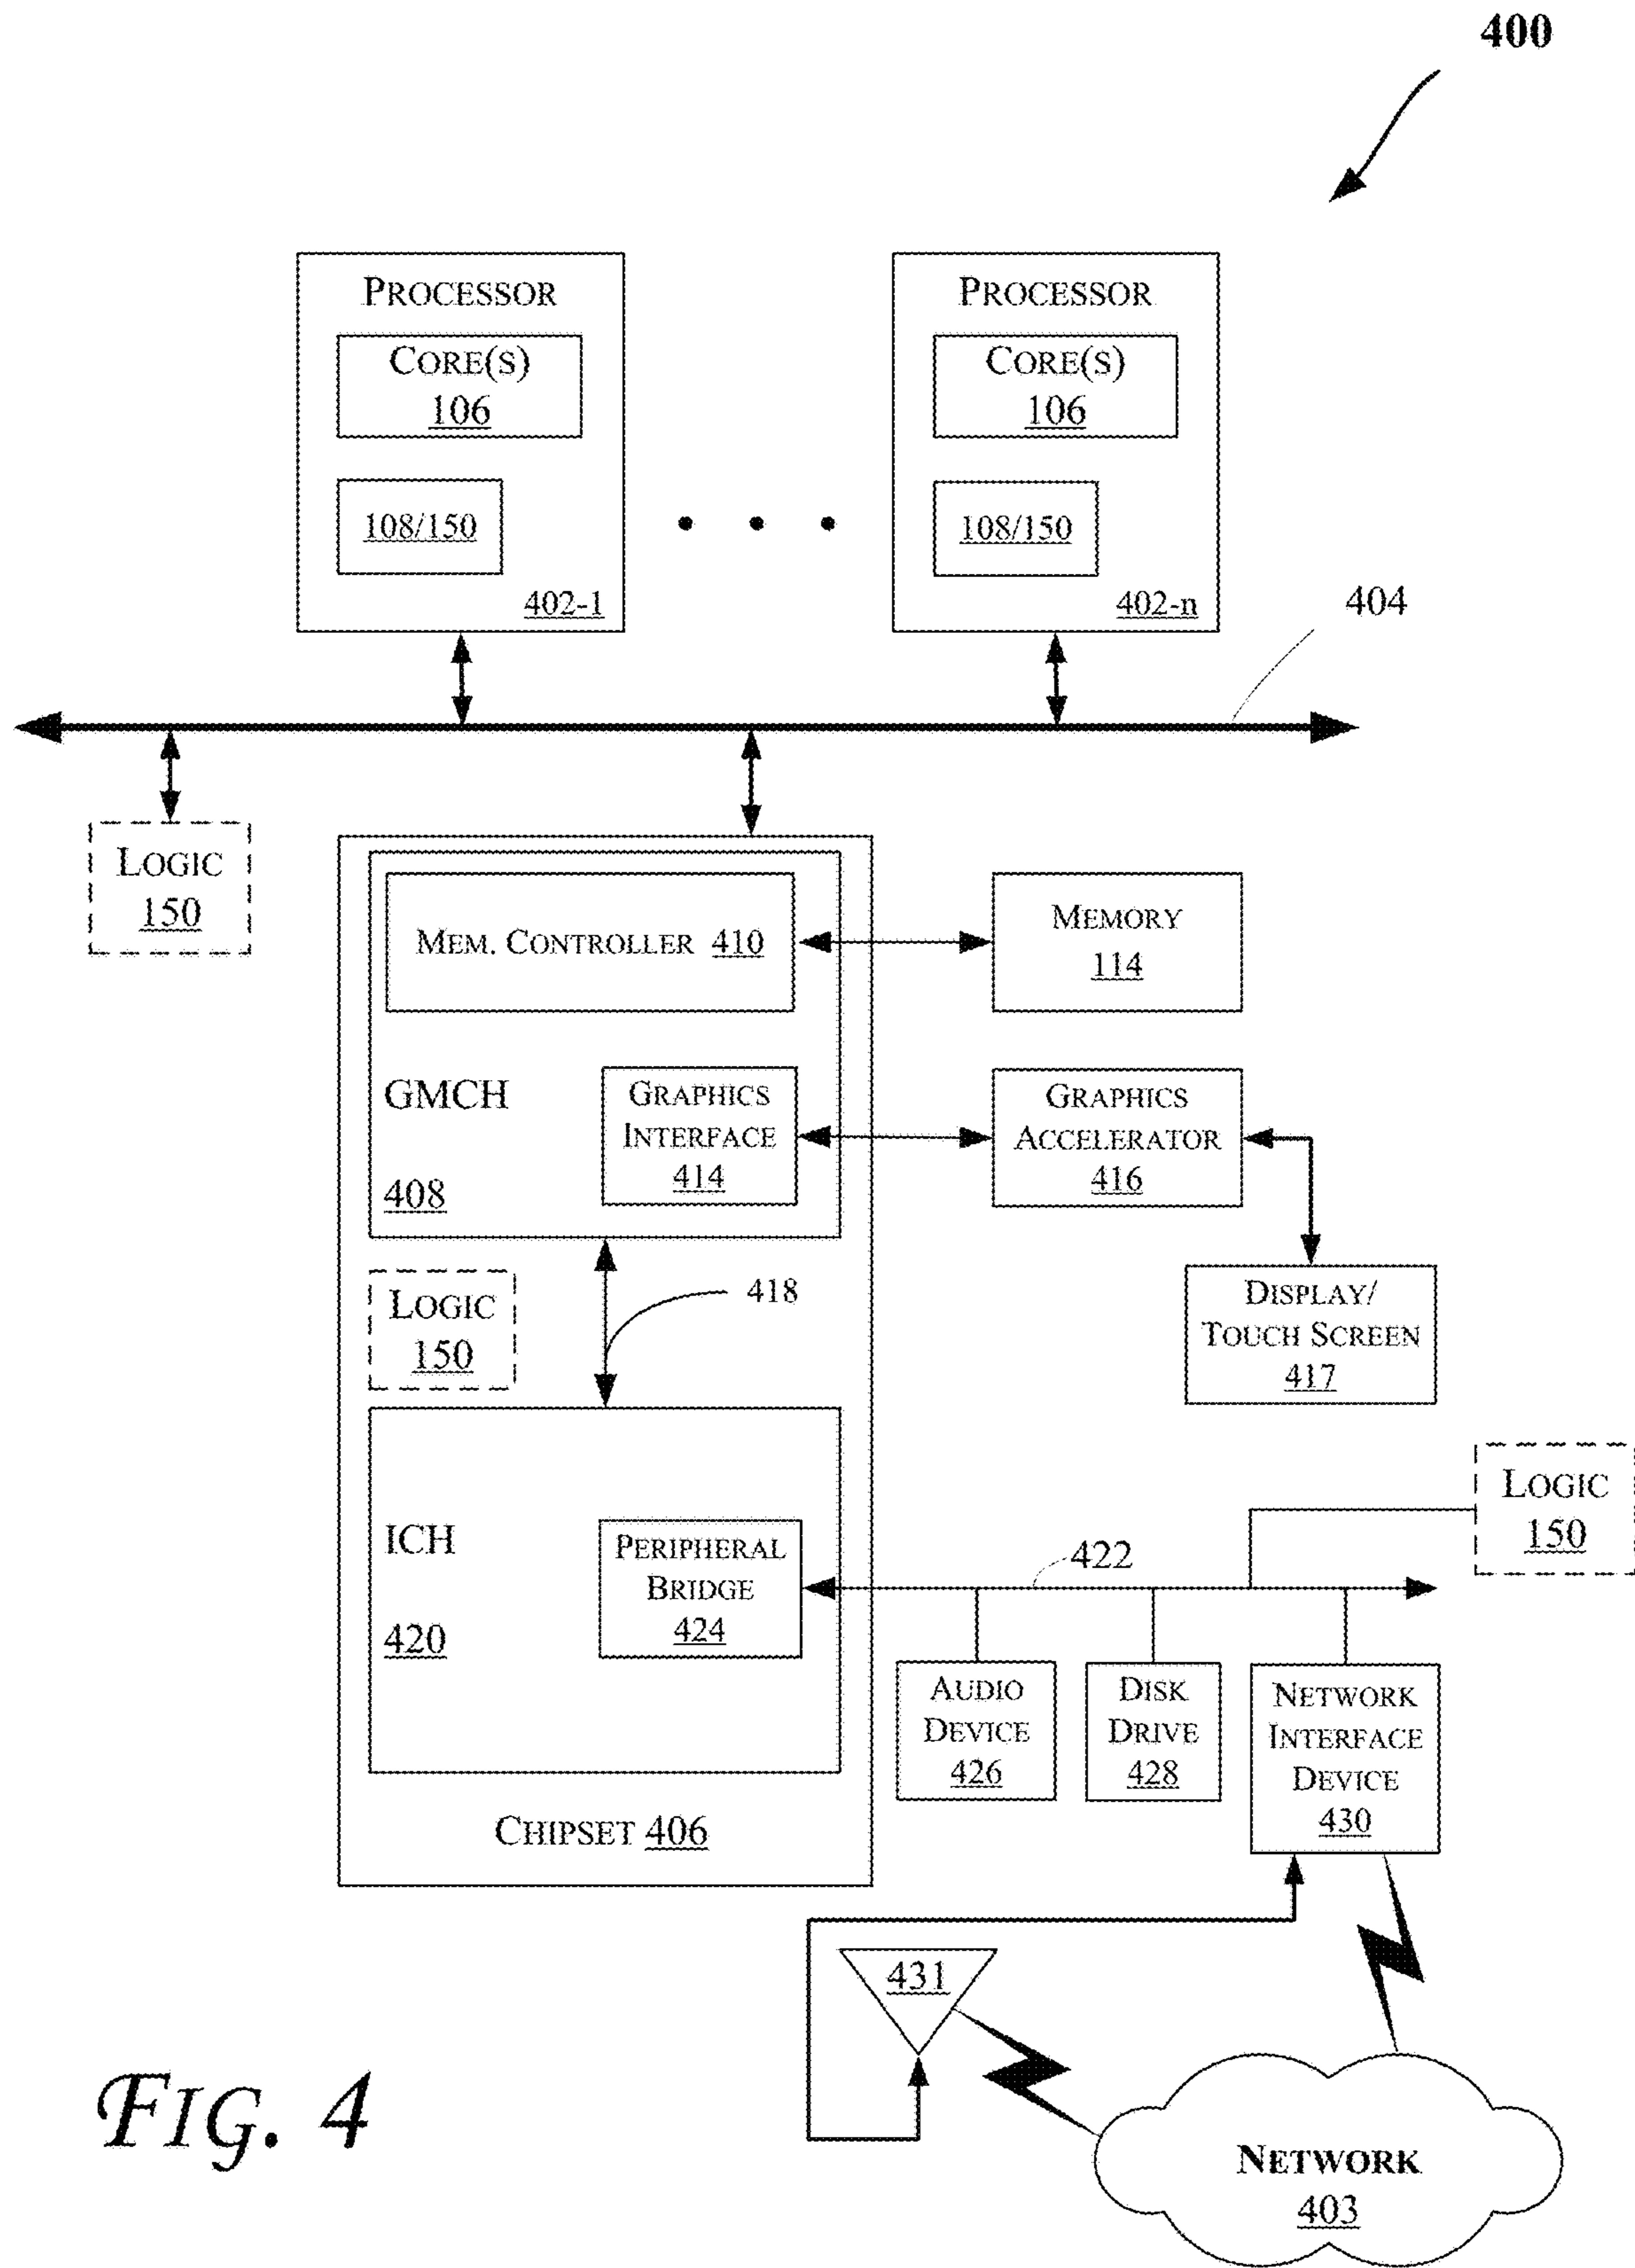 400
PROCESSOR
CORE(S)
106
108/150
402-1
PROCESSOR
CORE(S)
106
108/150
402-n
404
LOGIC
150
MEM. CONTROLLER 410
MEMORY
114
GMCH
408
GRAPHICS
INTERFACE
414
GRAPHICS
ACCELERATOR
416
LOGIC
150
418
DISPLAY/
TOUCH SCREEN
417
LOGIC
150
ICH
420
PERIPHERAL
BRIDGE
424
422
AUDIO
DEVICE
426
DISK
DRIVE
428
NETWORK
INTERFACE
DEVICE
430
CHIPSET 406
431
NETWORK
403
FIG. 4